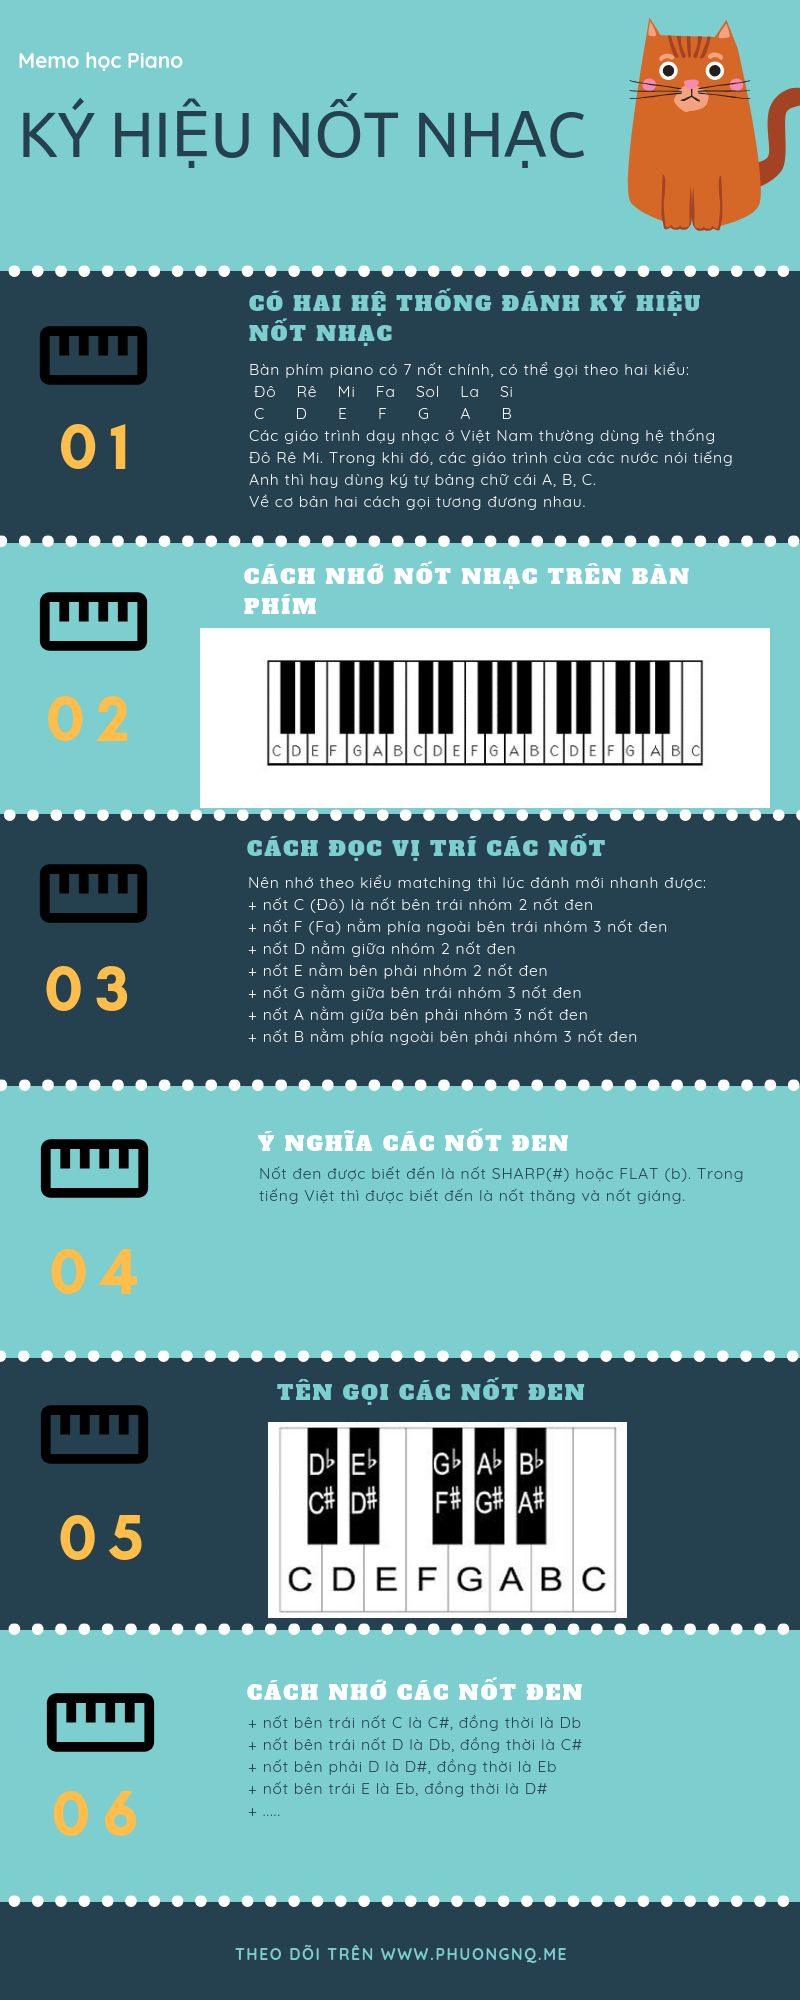 Memo học Piano
KÝ HIỆU NỐT NHẠC
CÓ HAI HỆ THỐNG ĐÁNH KÝ HIỆU
NỐT NHẠC
Bàn phím piano có 7 nốt chính, có thể gọi theo hai kiểu:
Đô Rê Mi Fa Sol La Si
C D E F G A B
Các giáo trình dạy nhạc ở Việt Nam thường dùng hệ thống
Đô Rê Mi. Trong khi đó, các giáo trình của các nước nói tiếng
Anh thì hay dùng ký tự bảng chữ cái A, B, C.
Về cơ bản hai cách gọi tương đương nhau.
01
CÁCH NHỚ NỐT NHẠC TRÊN BÀN
PHÍM
C D E F G A B C D E F G A B C D E F G A B C
02
CÁCH ĐỌC VỊ TRÍ CÁC NỐT
Nên nhớ theo kiểu matching thì lúc đánh mới nhanh được:
+ nốt C (Đô) là nốt bên trái nhóm 2 nốt đen
+ nốt F (Fa) nằm phía ngoài bên trái nhóm 3 nốt đen
+ nốt D nằm giữa nhóm 2 nốt đen
+ nốt E nằm bên phải nhóm 2 nốt đen
+ nốt G nằm giữa bên trái nhóm 3 nốt đen
+ nốt A nằm giữa bên phải nhóm 3 nốt đen
+ nốt B nằm phía ngoài bên phải nhóm 3 nốt đen
03
Ý NGHĨA CÁC NỐT ĐEN
Nốt đen được biết đến là nốt SHARP(#) hoặc FLAT (b). Trong
tiếng Việt thì được biết đến là nốt thăng và nốt giáng.
04
TÊN GỌI CÁC NỐT ĐEN
D♭ E♭ G♭ A♭ B♭
C# D# F# G# A#
C D E F G A B C
05
CÁCH NHỚ CÁC NỐT ĐEN
+ nốt bên trái nốt C là C#, đồng thời là Db
+ nốt bên trái nốt D là Db, đồng thời là C#
+ nốt bên phải D là D#, đồng thời là Eb
+ nốt bên trái E là Eb, đồng thời là D#
+ .....
06
THEO DÕI TRÊN WWW.PHUONGNQ.ME